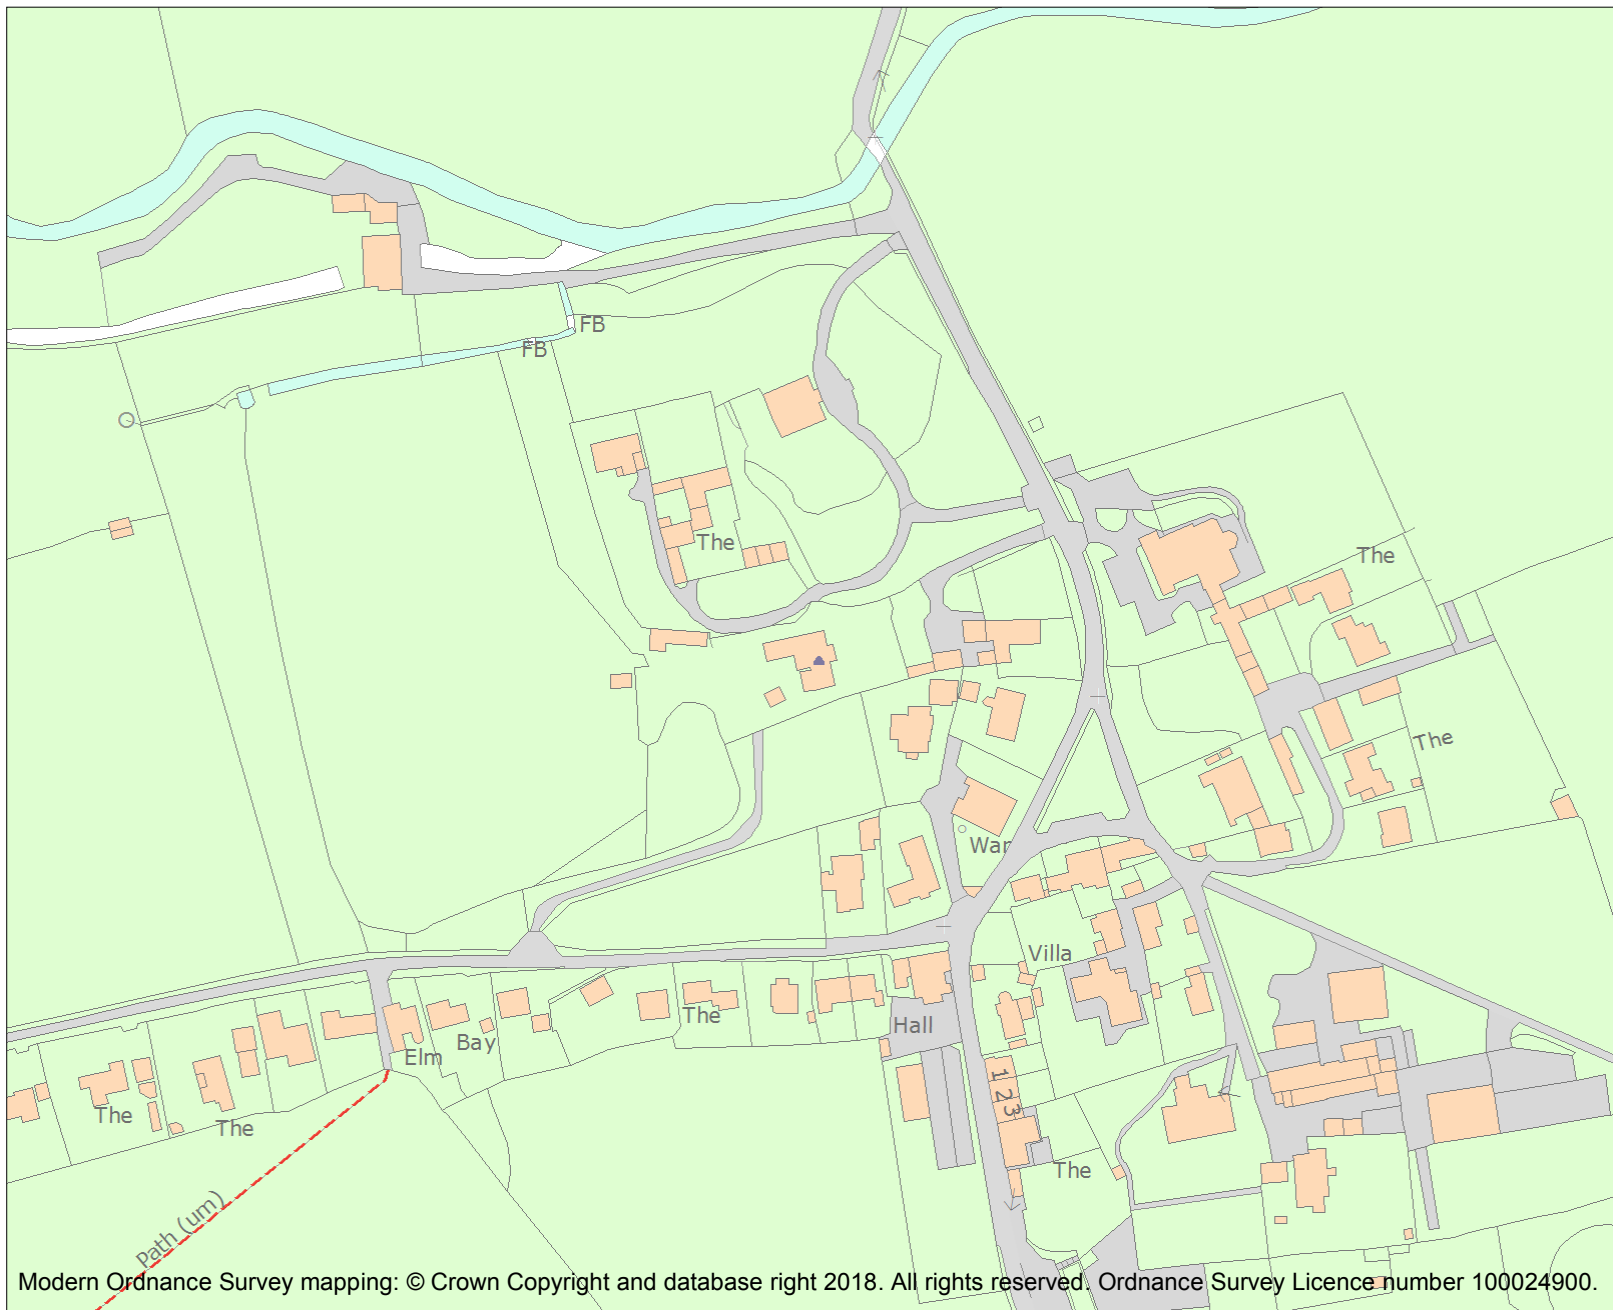 FB
FB
The
The
The
War
Villa
The
Hall
Bay
Elm
1 2 3
The
The
The
Path (um)
Modern Ordnance Survey mapping: © Crown Copyright and database right 2018. All rights reserved. Ordnance Survey Licence number 100024900.